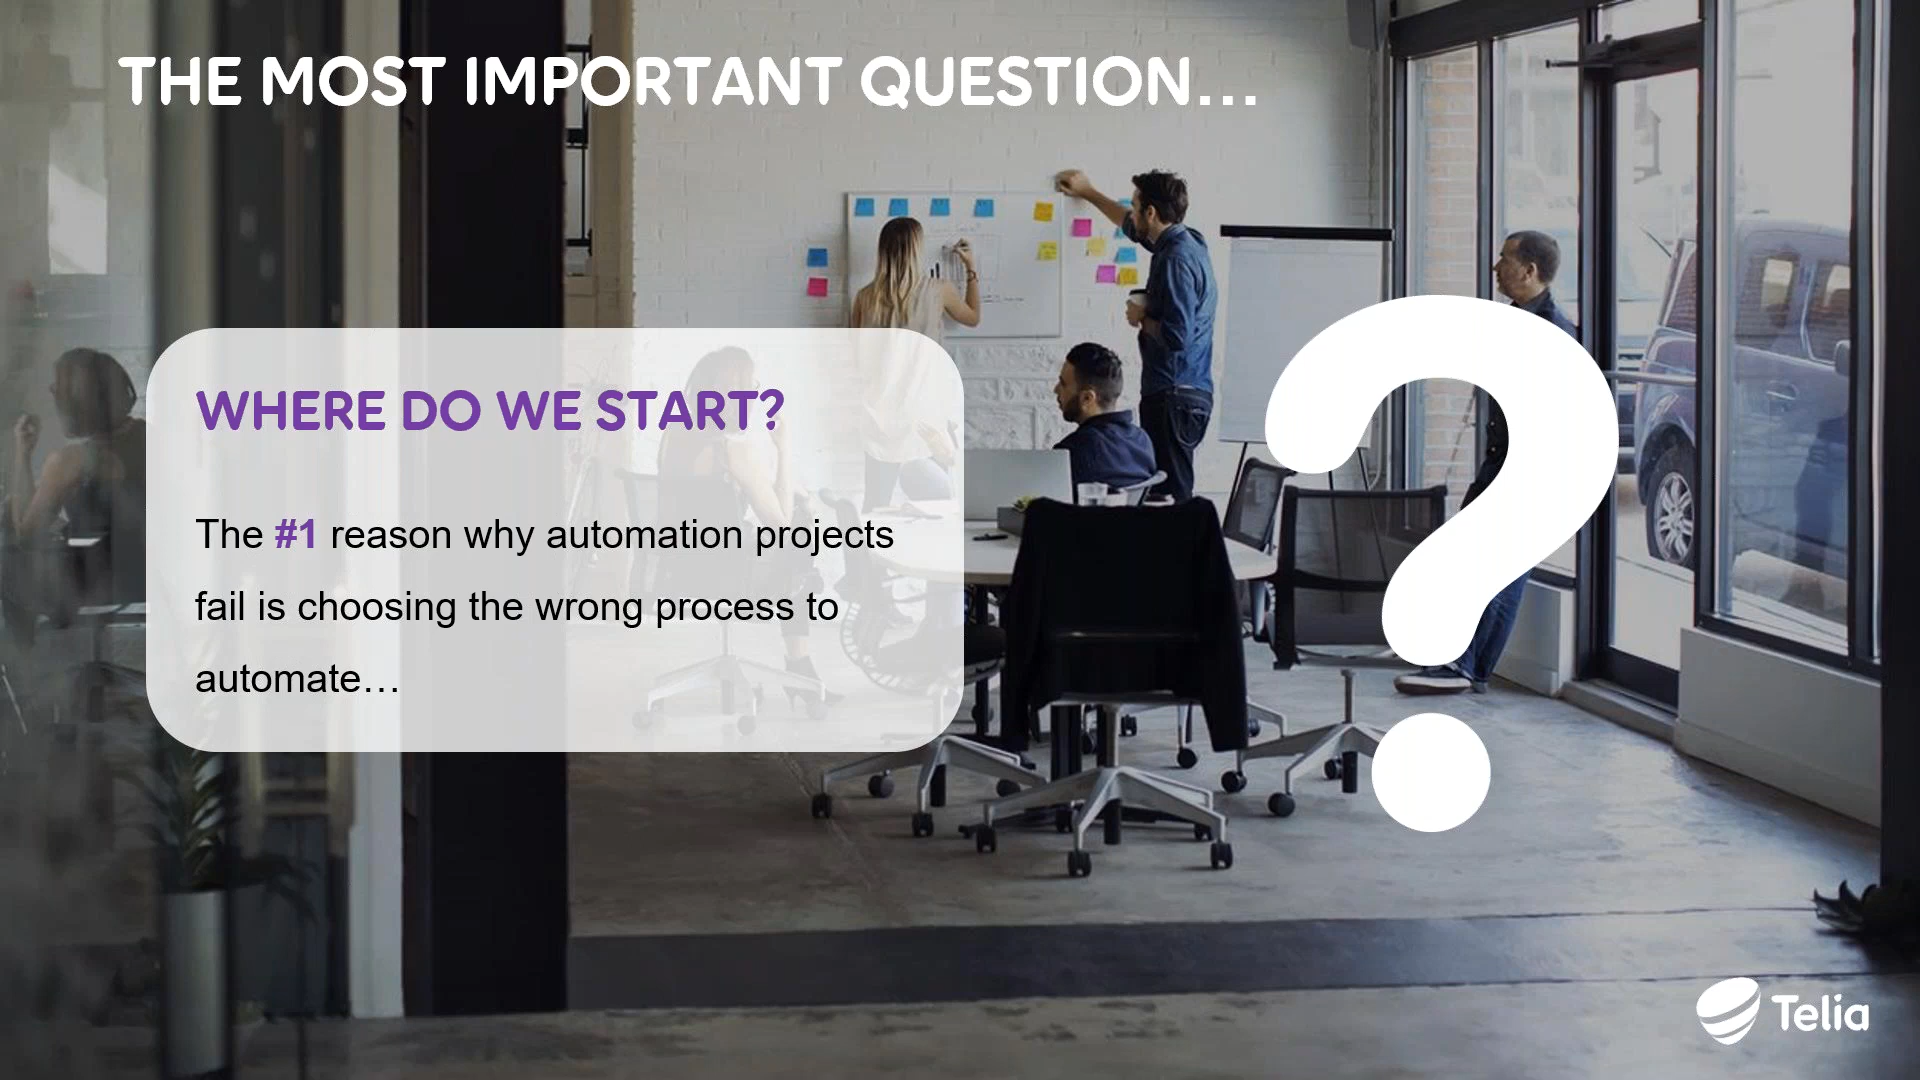 THE MOST IMPORTANT QUESTION…
WHERE DO WE START?
The #1 reason why automation projects
fail is choosing the wrong process to
automate…
?
Telia